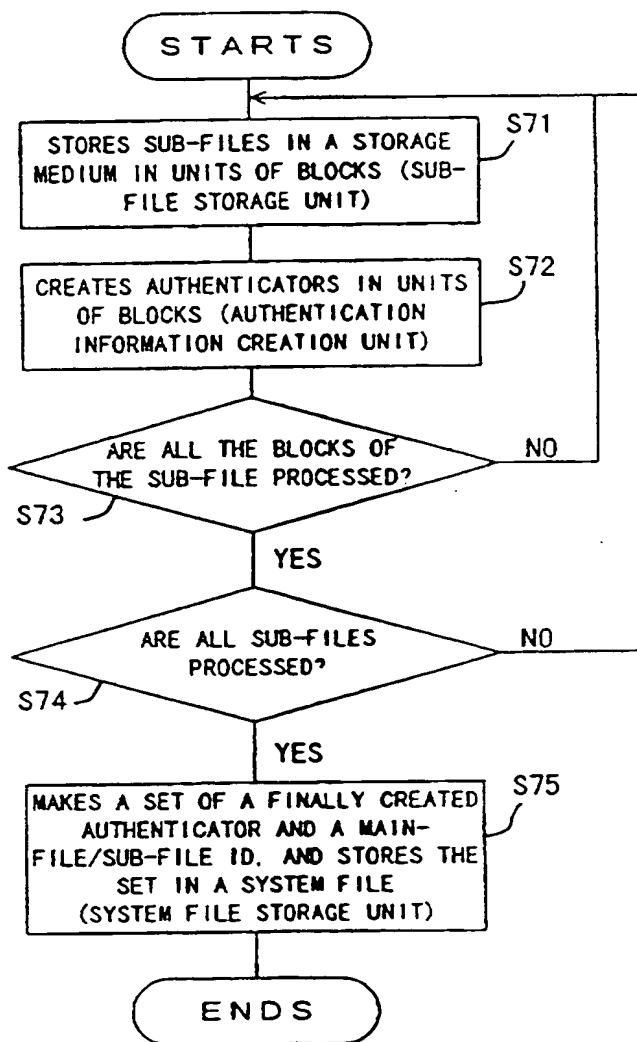 STARTS
S71
STORES SUB-FILES IN A STORAGE
MEDIUM IN UNITS OF BLOCKS (SUB-
FILE STORAGE UNIT)
S72
CREATES AUTHENTICATORS IN UNITS
OF BLOCKS (AUTHENTICATION
INFORMATION CREATION UNIT)
ARE ALL THE BLOCKS OF
THE SUB-FILE PROCESSED?
NO
S73
YES
ARE ALL SUB-FILES
PROCESSED?
NO
S74
YES
S75
MAKES A SET OF A FINALLY CREATED
AUTHENTICATOR AND A MAIN-
FILE/SUB-FILE ID, AND STORES THE
SET IN A SYSTEM FILE
(SYSTEM FILE STORAGE UNIT)
ENDS